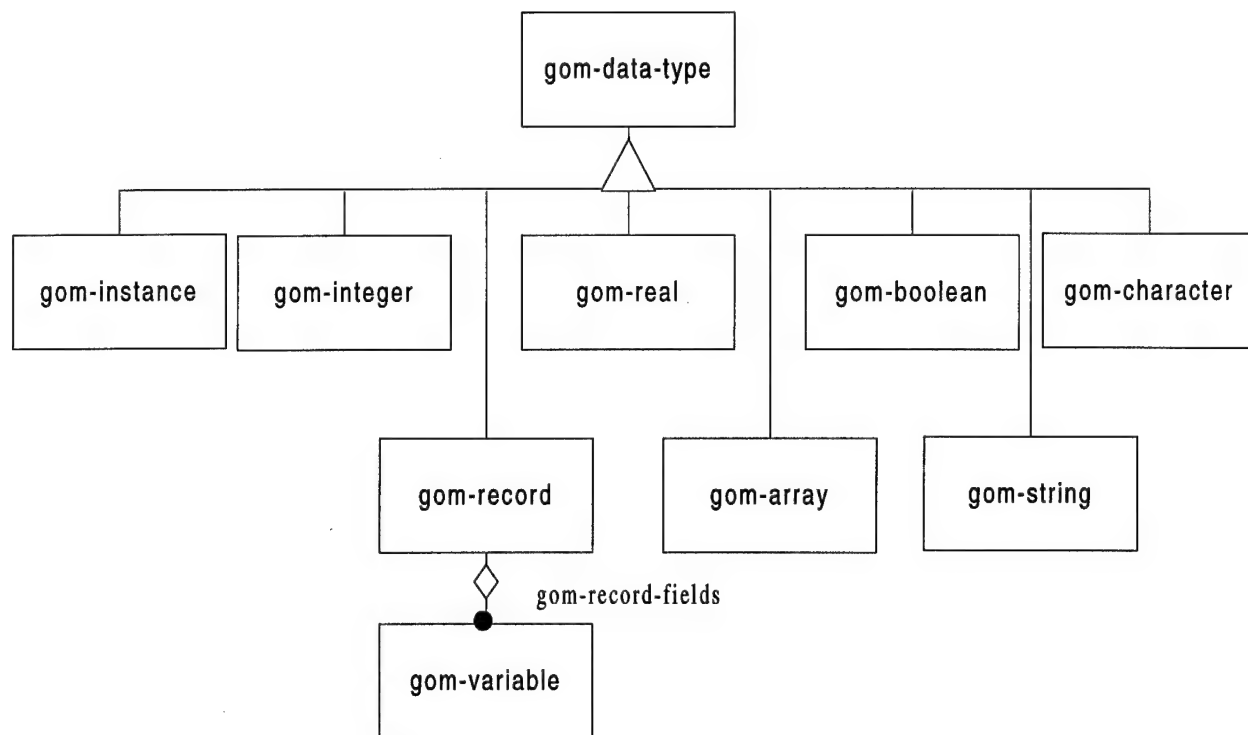 gom-data-type
gom-instance
gom-integer
gom-real
gom-boolean
gom-character
gom-record
gom-array
gom-string
gom-record-fields
gom-variable